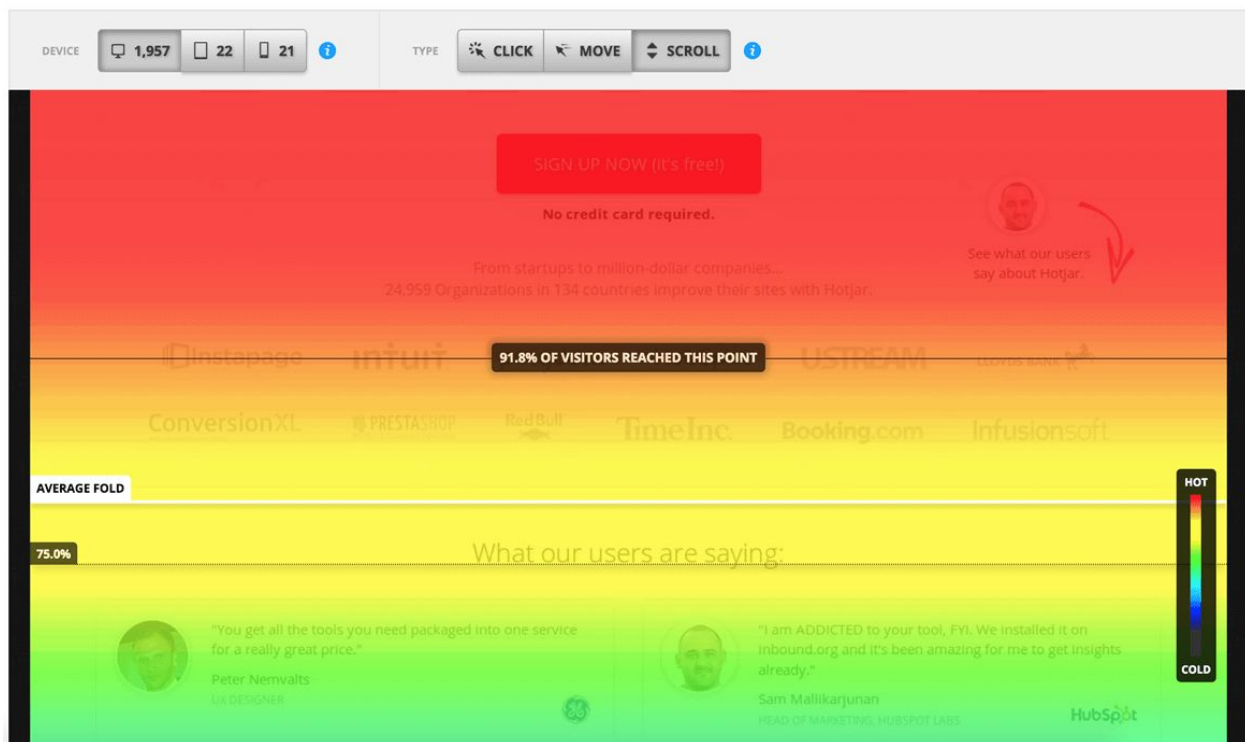 DEVICE 1,957 22 21 i TYPE CLICK MOVE SCROLL i
SIGN UP NOW (it's free!)
No credit card required.
See what our users
say about Hotjar.
From startups to million-dollar companies...
24,959 Organizations in 134 countries improve their sites with Hotjar.
Instapage intuit USTREAM LLOYDS BANK
91.8% OF VISITORS REACHED THIS POINT
ConversionXL PRESTASHOP RedBull TimeInc. Booking.com Infusionsoft
AVERAGE FOLD
HOT
COLD
75.0%
What our users are saying:
"You get all the tools you need packaged into one service
for a really great price."
Peter Nemvalts
UX DESIGNER
"I am ADDICTED to your tool, FYI. We installed it on
inbound.org and it's been amazing for me to get insights
already."
Sam Mallikarjunan
HEAD OF MARKETING, HUBSPOT LABS
HubSpot